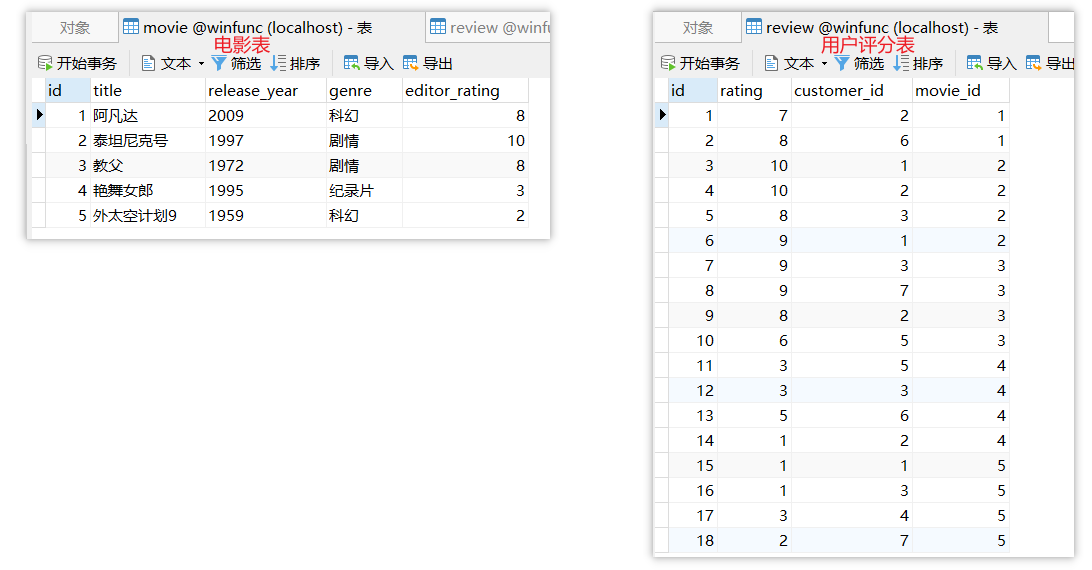 对象 movie @winfunc (localhost) - 表 review @winfu
电影表
开始事务 文本 筛选 排序 导入 导出
id title release_year genre editor_rating
1 阿凡达 2009 科幻 8
2 泰坦尼克号 1997 剧情 10
3 教父 1972 剧情 8
4 艳舞女郎 1995 纪录片 3
5 外太空计划9 1959 科幻 2
对象 review @winfunc (localhost) - 表
用户评分表
开始事务 文本 筛选 排序 导入 导出
id rating customer_id movie_id
1 7 2 1
2 8 6 1
3 10 1 2
4 10 2 2
5 8 3 2
6 9 1 2
7 9 3 3
8 9 7 3
9 8 2 3
10 6 5 3
11 3 5 4
12 3 3 4
13 5 6 4
14 1 2 4
15 1 1 5
16 1 3 5
17 3 4 5
18 2 7 5